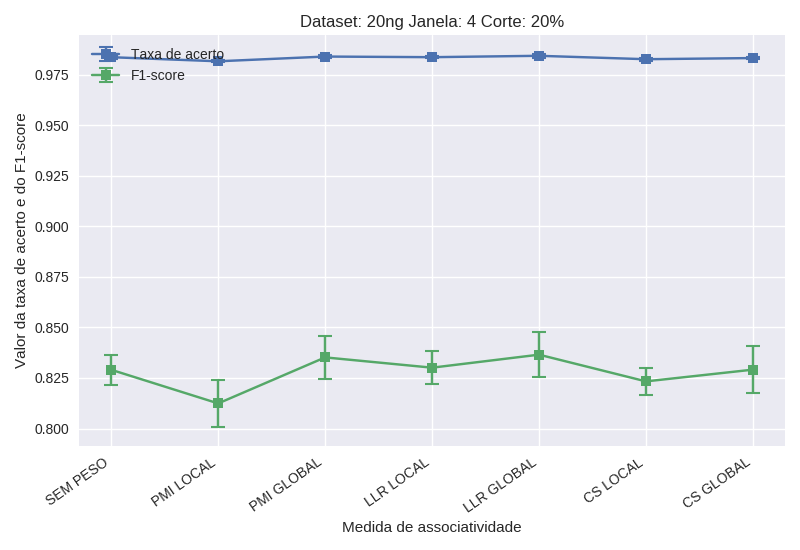 Dataset: 20ng Janela: 4 Corte: 20%
Taxa de acerto
F1-score
Valor da taxa de acerto e do F1-score
0.975
0.950
0.925
0.900
0.875
0.850
0.825
0.800
SEM PESO
PMI LOCAL
PMI GLOBAL
LLR LOCAL
LLR GLOBAL
CS LOCAL
CS GLOBAL
Medida de associatividade